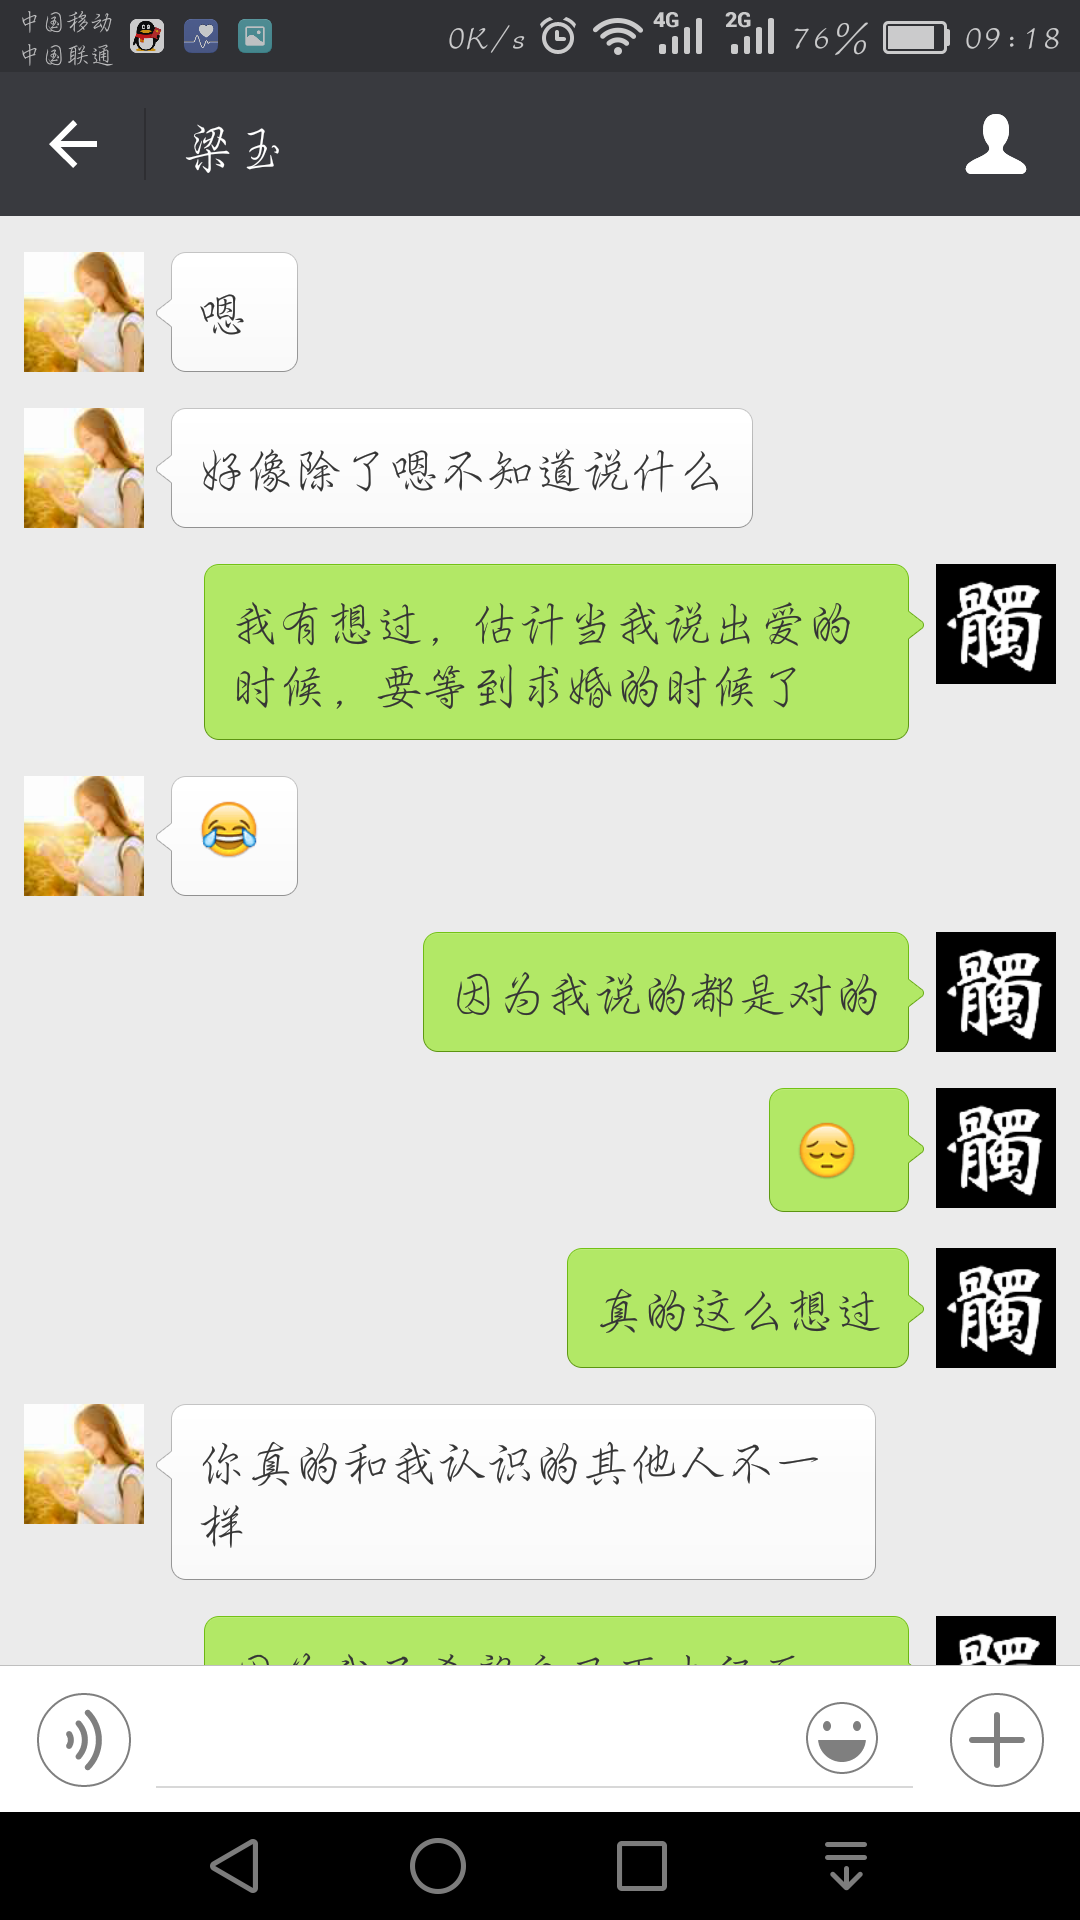 中国移动
中国联通
0K/s
4G
2G
76%
09:18
梁玉
嗯
好像除了嗯不知道说什么
我有想过，估计当我说出爱的
时候，要等到求婚的时候了
😂
因为我说的都是对的
😔
真的这么想过
你真的和我认识的其他人不一
样
髑
髑
髑
髑